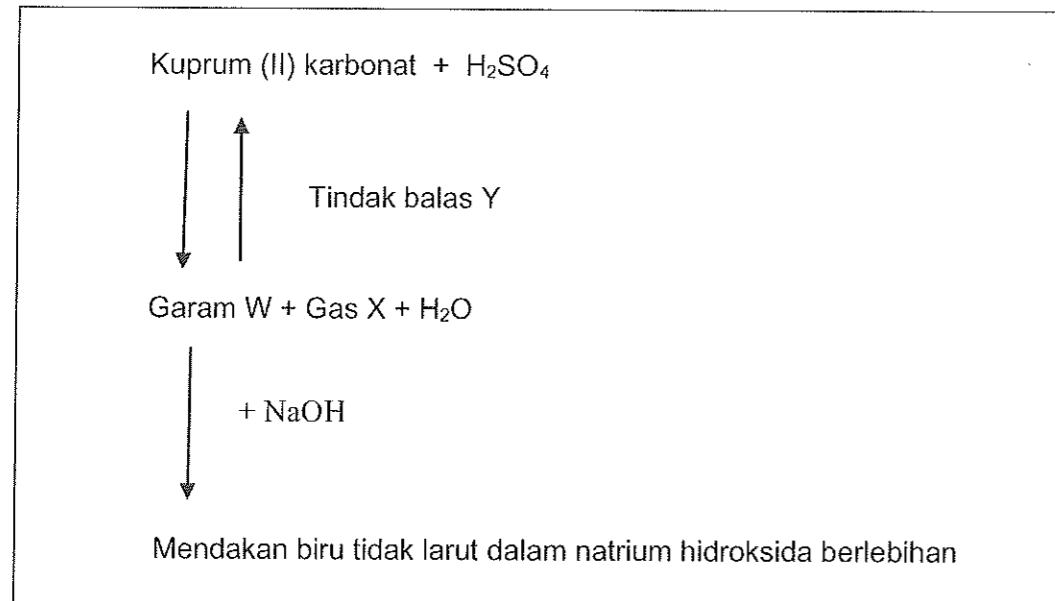 Kuprum (II) karbonat + H₂SO₄
Tindak balas Y
Garam W + Gas X + H₂O
+ NaOH
Mendakan biru tidak larut dalam natrium hidroksida berlebihan